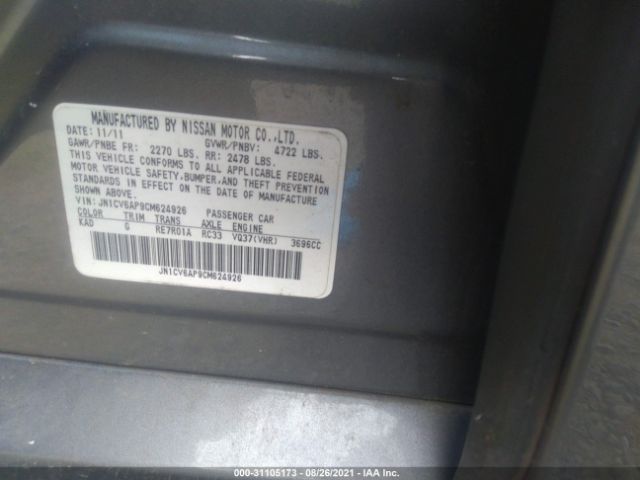 MANUFACTURED BY NISSAN MOTOR CO.,LTD.
DATE: 11/11 GVWR/PNBV: 4722 LBS.
GAWR/PNBE FR: 2270 LBS. RR: 2478 LBS.
THIS VEHICLE CONFORMS TO ALL APPLICABLE FEDERAL
MOTOR VEHICLE SAFETY,BUMPER,AND THEFT PREVENTION
STANDARDS IN EFFECT ON THE DATE OF MANUFACTURE
SHOWN ABOVE.
VIN: JN1CV6AP9CM624926 PASSENGER CAR
COLOR TRIM TRANS AXLE ENGINE
KAD G RE7R01A RC33 VQ37(VHR) 3696CC
JN1CV6AP9CM624926
000-31105173 — 08/26/2021 — IAA Inc.